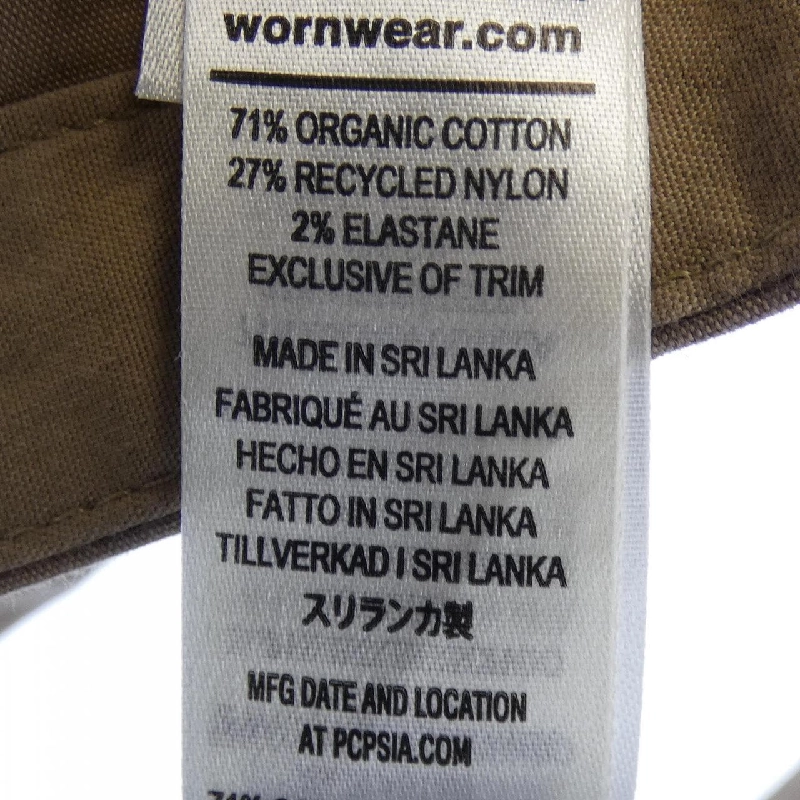 wornwear.com
71% ORGANIC COTTON
27% RECYCLED NYLON
2% ELASTANE
EXCLUSIVE OF TRIM
MADE IN SRI LANKA
FABRIQUÉ AU SRI LANKA
HECHO EN SRI LANKA
FATTO IN SRI LANKA
TILLVERKAD I SRI LANKA
スリランカ製
MFG DATE AND LOCATION
AT PCPSIA.COM